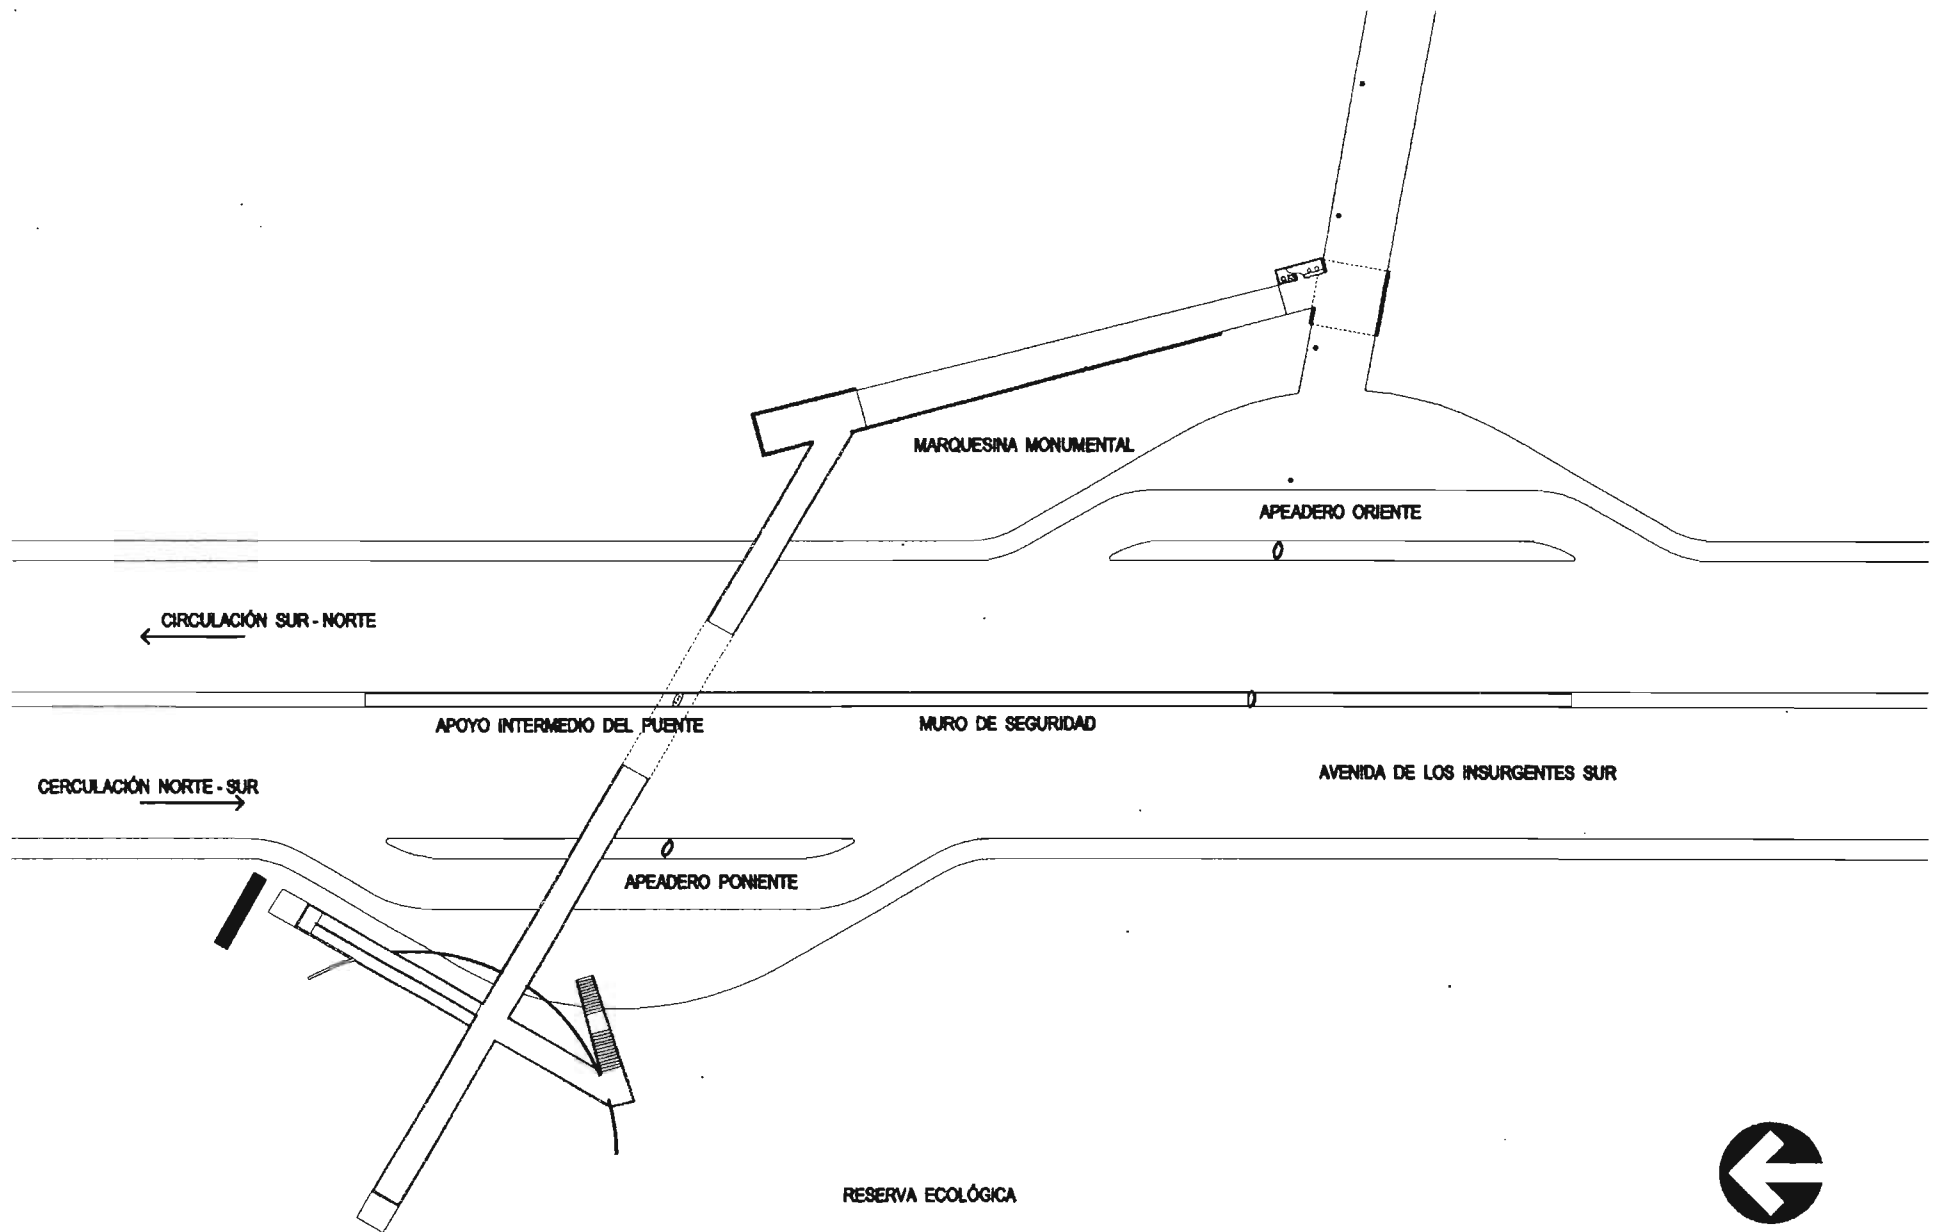 MARQUESINA MONUMENTAL
APEADERO ORIENTE
CIRCULACIÓN SUR - NORTE
APOYO INTERMEDIO DEL PUENTE
MURO DE SEGURIDAD
AVENIDA DE LOS INSURGENTES SUR
CERCULACIÓN NORTE - SUR
APEADERO PONIENTE
RESERVA ECOLÓGICA